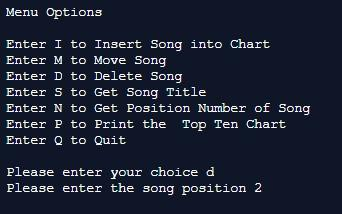 Menu Options
Enter I to Insert Song into Chart
Enter M to Move Song
Enter D to Delete Song
Enter S to Get Song Title
Enter N to Get Position Number of Song
Enter P to Print the  Top Ten Chart
Enter Q to Quit
Please enter your choice d
Please enter the song position 2